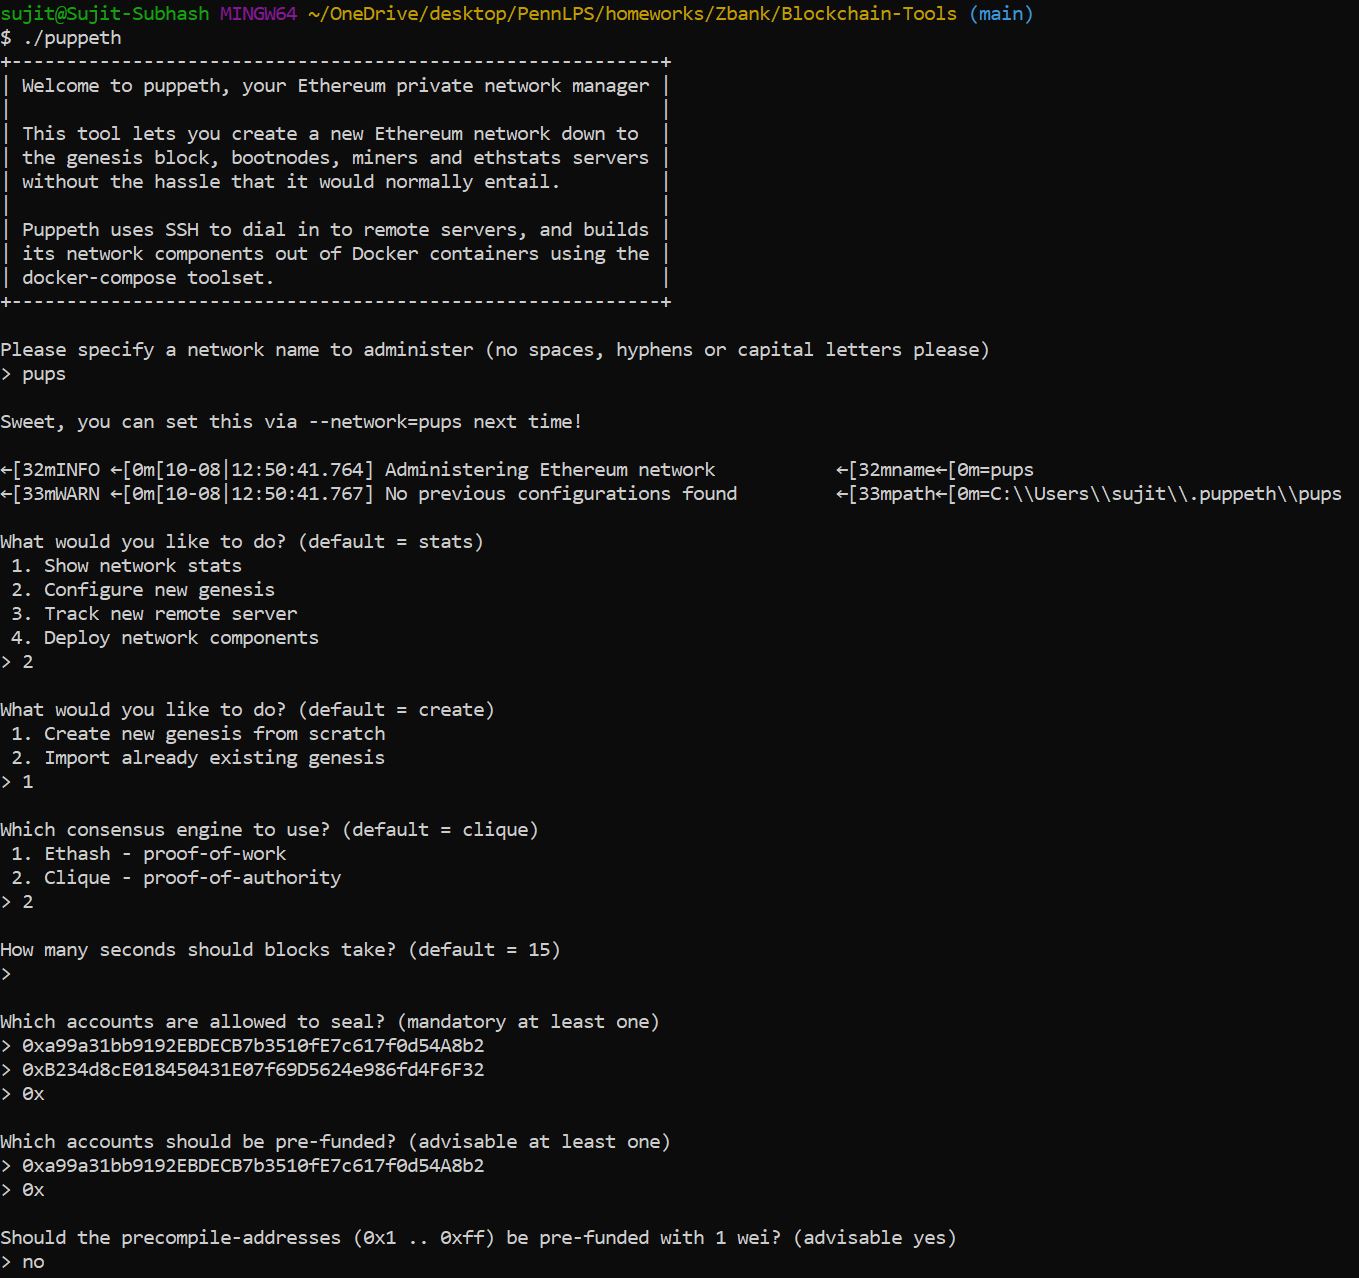 sujit@Sujit-Subhash MINGW64 ~/OneDrive/desktop/PennLPS/homeworks/Zbank/Blockchain-Tools (main)
$ ./puppeth
+-----------------------------------------------------------+
| Welcome to puppeth, your Ethereum private network manager |
|                                                           |
| This tool lets you create a new Ethereum network down to  |
| the genesis block, bootnodes, miners and ethstats servers |
| without the hassle that it would normally entail.         |
|                                                           |
| Puppeth uses SSH to dial in to remote servers, and builds |
| its network components out of Docker containers using the |
| docker-compose toolset.                                   |
+-----------------------------------------------------------+
Please specify a network name to administer (no spaces, hyphens or capital letters please)
> pups
Sweet, you can set this via --network=pups next time!
←[32mINFO ←[0m[10-08|12:50:41.764] Administering Ethereum network           ←[32mname←[0m=pups
←[33mWARN ←[0m[10-08|12:50:41.767] No previous configurations found         ←[33mpath←[0m=C:\\Users\\sujit\\.puppeth\\pups
What would you like to do? (default = stats)
 1. Show network stats
 2. Configure new genesis
 3. Track new remote server
 4. Deploy network components
> 2
What would you like to do? (default = create)
 1. Create new genesis from scratch
 2. Import already existing genesis
> 1
Which consensus engine to use? (default = clique)
 1. Ethash - proof-of-work
 2. Clique - proof-of-authority
> 2
How many seconds should blocks take? (default = 15)
>
Which accounts are allowed to seal? (mandatory at least one)
> 0xa99a31bb9192EBDECB7b3510fE7c617f0d54A8b2
> 0xB234d8cE018450431E07f69D5624e986fd4F6F32
> 0x
Which accounts should be pre-funded? (advisable at least one)
> 0xa99a31bb9192EBDECB7b3510fE7c617f0d54A8b2
> 0x
Should the precompile-addresses (0x1 .. 0xff) be pre-funded with 1 wei? (advisable yes)
> no